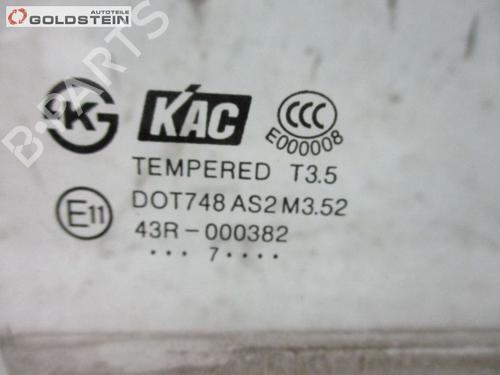 AUTOTEILE
GOLDSTEIN
B-PARTS
K
KAC
CCC
E000008
TEMPERED T3.5
E11
DOT748 AS2 M3.52
43R-000382
••• 7 ••••